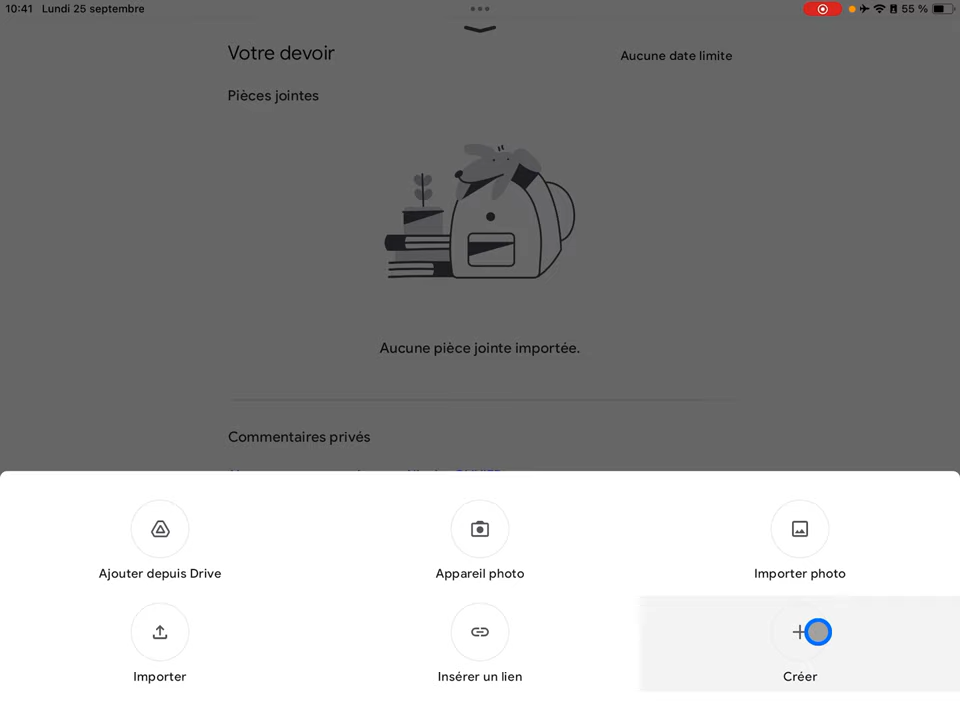 10:41 Lundi 25 septembre
55 %
Votre devoir
Aucune date limite
Pièces jointes
Aucune pièce jointe importée.
Commentaires privés
Ajouter depuis Drive
Appareil photo
Importer photo
Importer
Insérer un lien
Créer